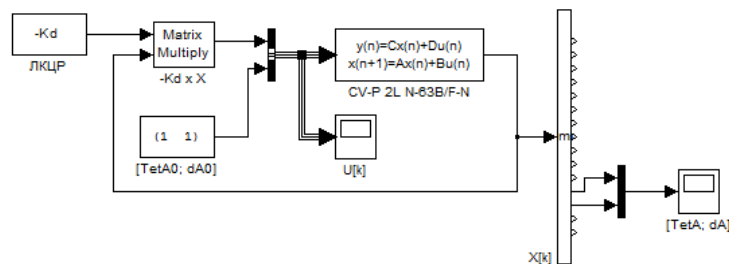 -Kd
ЛКЦР
Matrix
Multiply
-Kd x X
(1 1)
[TetA0; dA0]
U[k]
y(n)=Cx(n)+Du(n)
x(n+1)=Ax(n)+Bu(n)
CV-P 2L N-63B/F-N
m
X[k]
[TetA; dA]